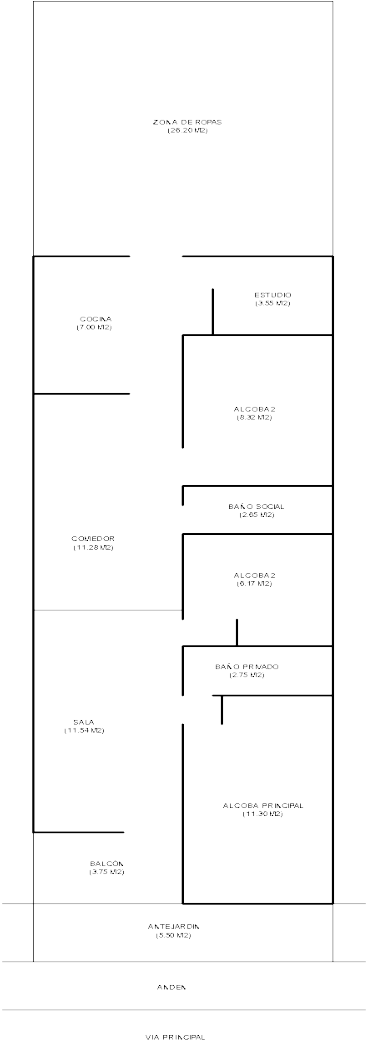 ZONA DE ROPAS
(26.20 M2)
ESTUDIO
(3.55 M2)
COCINA
(7.00 M2)
ALCOBA 2
(8.32 M2)
BAÑO SOCIAL
(2.65 M2)
COMEDOR
(11.28 M2)
ALCOBA 2
(6.17 M2)
BAÑO PRIVADO
(2.75 M2)
SALA
(11.54 M2)
ALCOBA PRINCIPAL
(11.30 M2)
BALCON
(3.75 M2)
ANTEJARDIN
(5.50 M2)
ANDEN
VIA PRINCIPAL